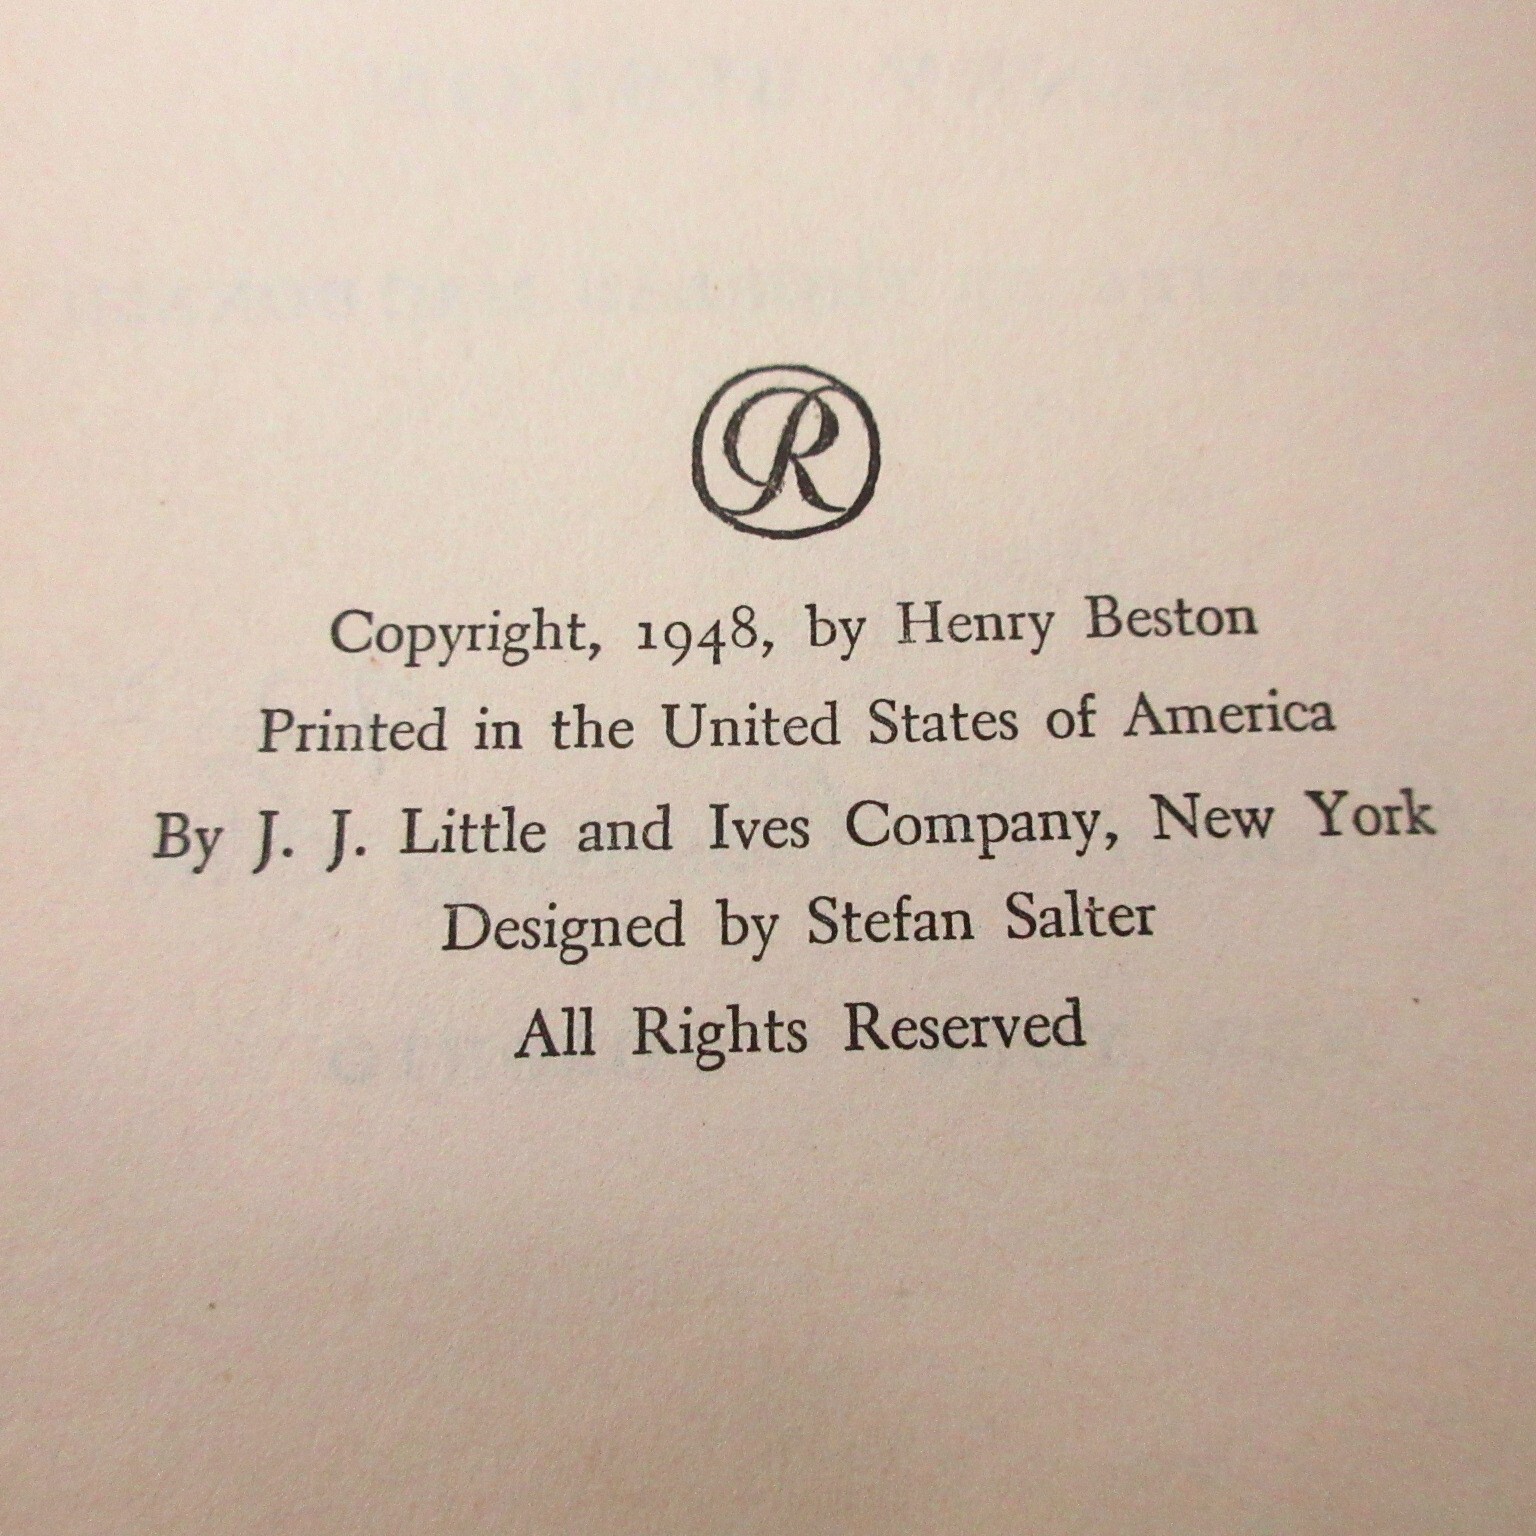 R
Copyright, 1948, by Henry Beston
Printed in the United States of America
By J. J. Little and Ives Company, New York
Designed by Stefan Salter
All Rights Reserved